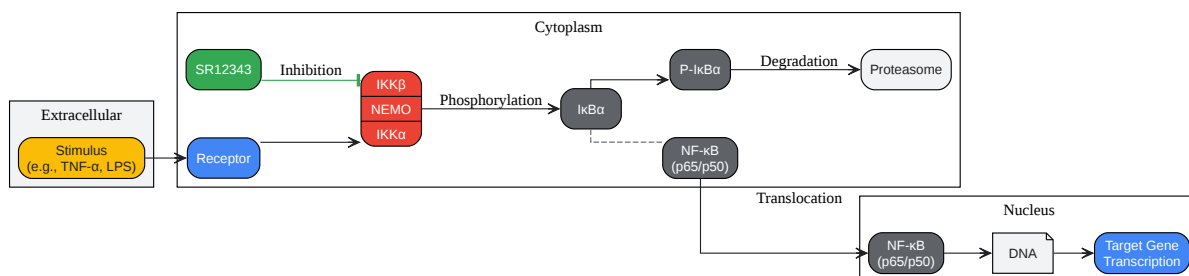 Cytoplasm
SR12343
Inhibition
IKKβ
NEMO
IKKα
Phosphorylation
IκBα
P-IκBα
Degradation
Proteasome
Extracellular
Stimulus
(e.g., TNF-α, LPS)
Receptor
NF-κB
(p65/p50)
Translocation
Nucleus
NF-κB
(p65/p50)
DNA
Target Gene
Transcription